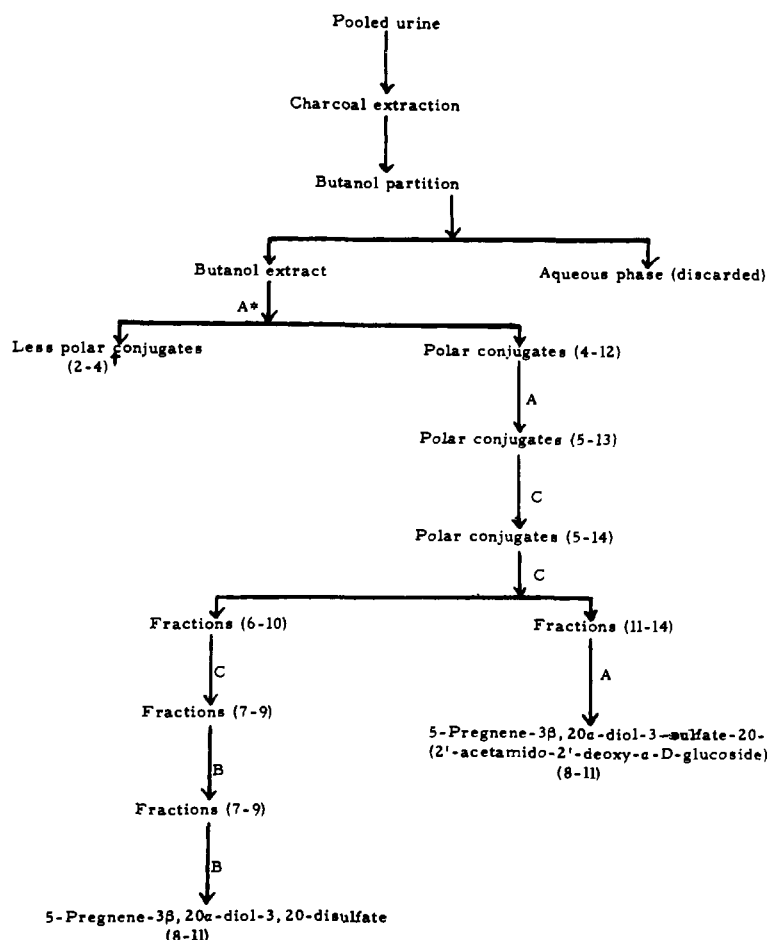 Pooled urine
Charcoal extraction
Butanol partition
Butanol extract
Aqueous phase (discarded)
A*
Less polar conjugates
(2-4)†
Polar conjugates (4-12)
A
Polar conjugates (5-13)
C
Polar conjugates (5-14)
C
Fractions (6-10)
Fractions (11-14)
C
A
Fractions (7-9)
5-Pregnene-3β, 20α-diol-3-sulfate-20-
(2'-acetamido-2'-deoxy-α-D-glucoside)
(8-11)
B
Fractions (7-9)
B
5-Pregnene-3β, 20α-diol-3, 20-disulfate
(8-11)